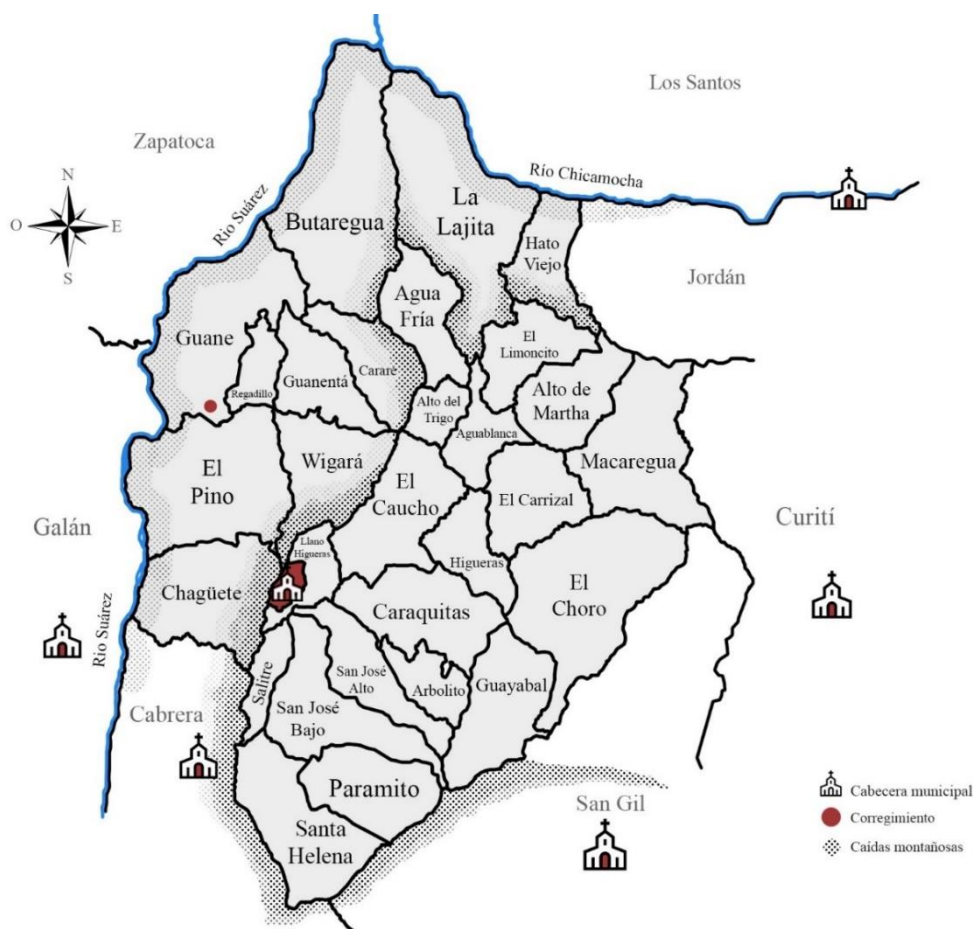 Los Santos
Zapatoca
Río Chicamocha
N
O
E
S
Rio Suárez
Butaregua
La
Lajita
Hato
Viejo
Jordán
Agua
Fría
Guane
El
Limoncito
Regadillo
Guanentá
Cararé
Alto de
Martha
Alto del
Trigo
Aguablanca
Wigará
El
Pino
El
Caucho
Macaregua
El Carrizal
Galán
Curití
Llano
Higueras
Higueras
El
Choro
Chagüete
Caraquitas
Rio Suárez
Salitre
San José
Alto
Arbolito
Guayabal
Cabrera
San José
Bajo
Paramito
Santa
Helena
San Gil
Cabecera municipal
Corregimiento
Caídas montañosas